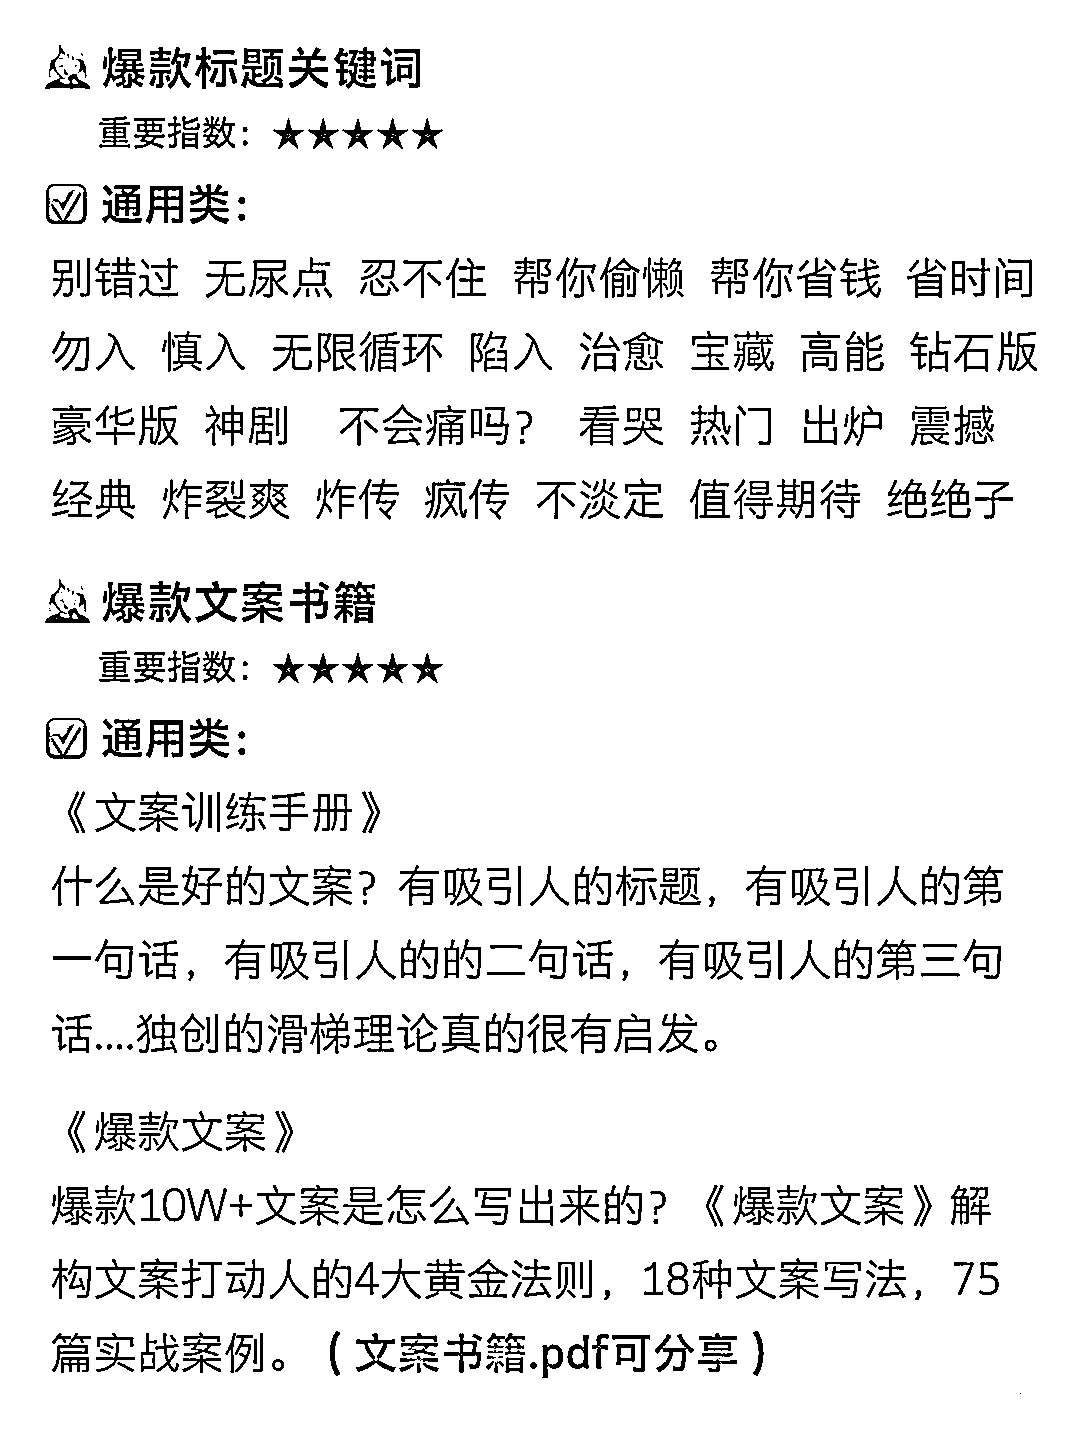 爆款标题关键词
重要指数：★★★★★
通用类：
别错过 无尿点 忍不住 帮你偷懒 帮你省钱 省时间
勿入 慎入 无限循环 陷入 治愈 宝藏 高能 钻石版
豪华版 神剧 不会痛吗？ 看哭 热门 出炉 震撼
经典 炸裂爽 炸传 疯传 不淡定 值得期待 绝绝子
爆款文案书籍
重要指数：★★★★★
通用类：
《文案训练手册》
什么是好的文案？有吸引人的标题，有吸引人的第
一句话，有吸引人的的二句话，有吸引人的第三句
话....独创的滑梯理论真的很有启发。
《爆款文案》
爆款10W+文案是怎么写出来的？《爆款文案》解
构文案打动人的4大黄金法则，18种文案写法，75
篇实战案例。（文案书籍.pdf可分享）